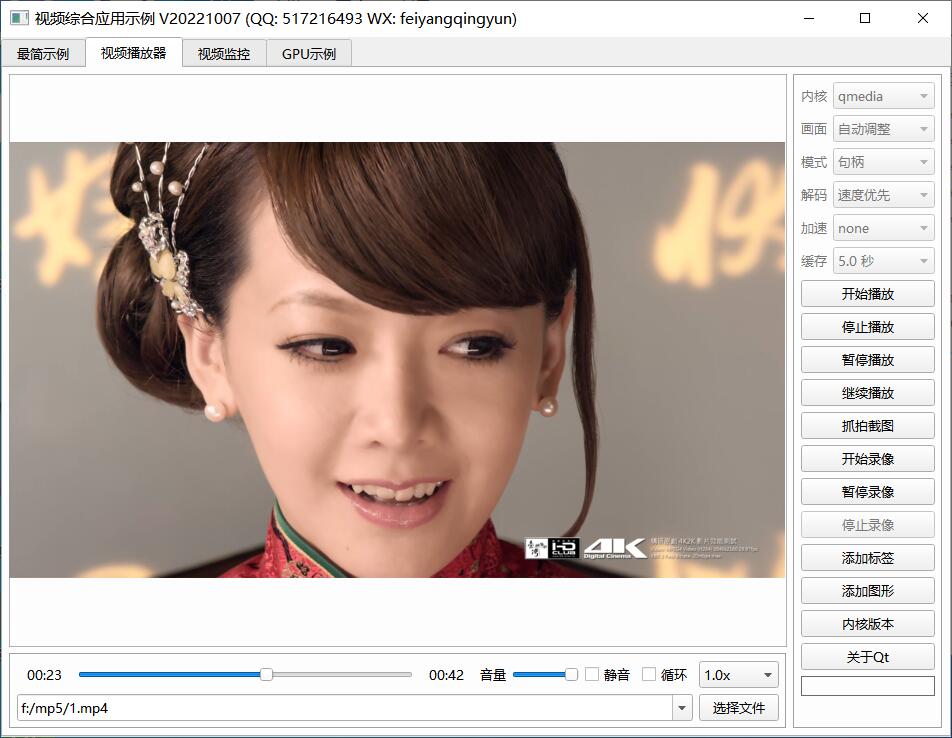 视频综合应用示例 V20221007 (QQ: 517216493 WX: feiyangqingyun)
最简示例 视频播放器 视频监控 GPU示例
内核 qmedia
画面 自动调整
模式 句柄
解码 速度优先
加速 none
缓存 5.0 秒
开始播放
停止播放
暂停播放
继续播放
抓拍截图
开始录像
暂停录像
停止录像
添加标签
添加图形
内核版本
关于Qt
HD CLUB 4K Digital Cinema
00:23 00:42 音量 静音 循环 1.0x
f:/mp5/1.mp4 选择文件